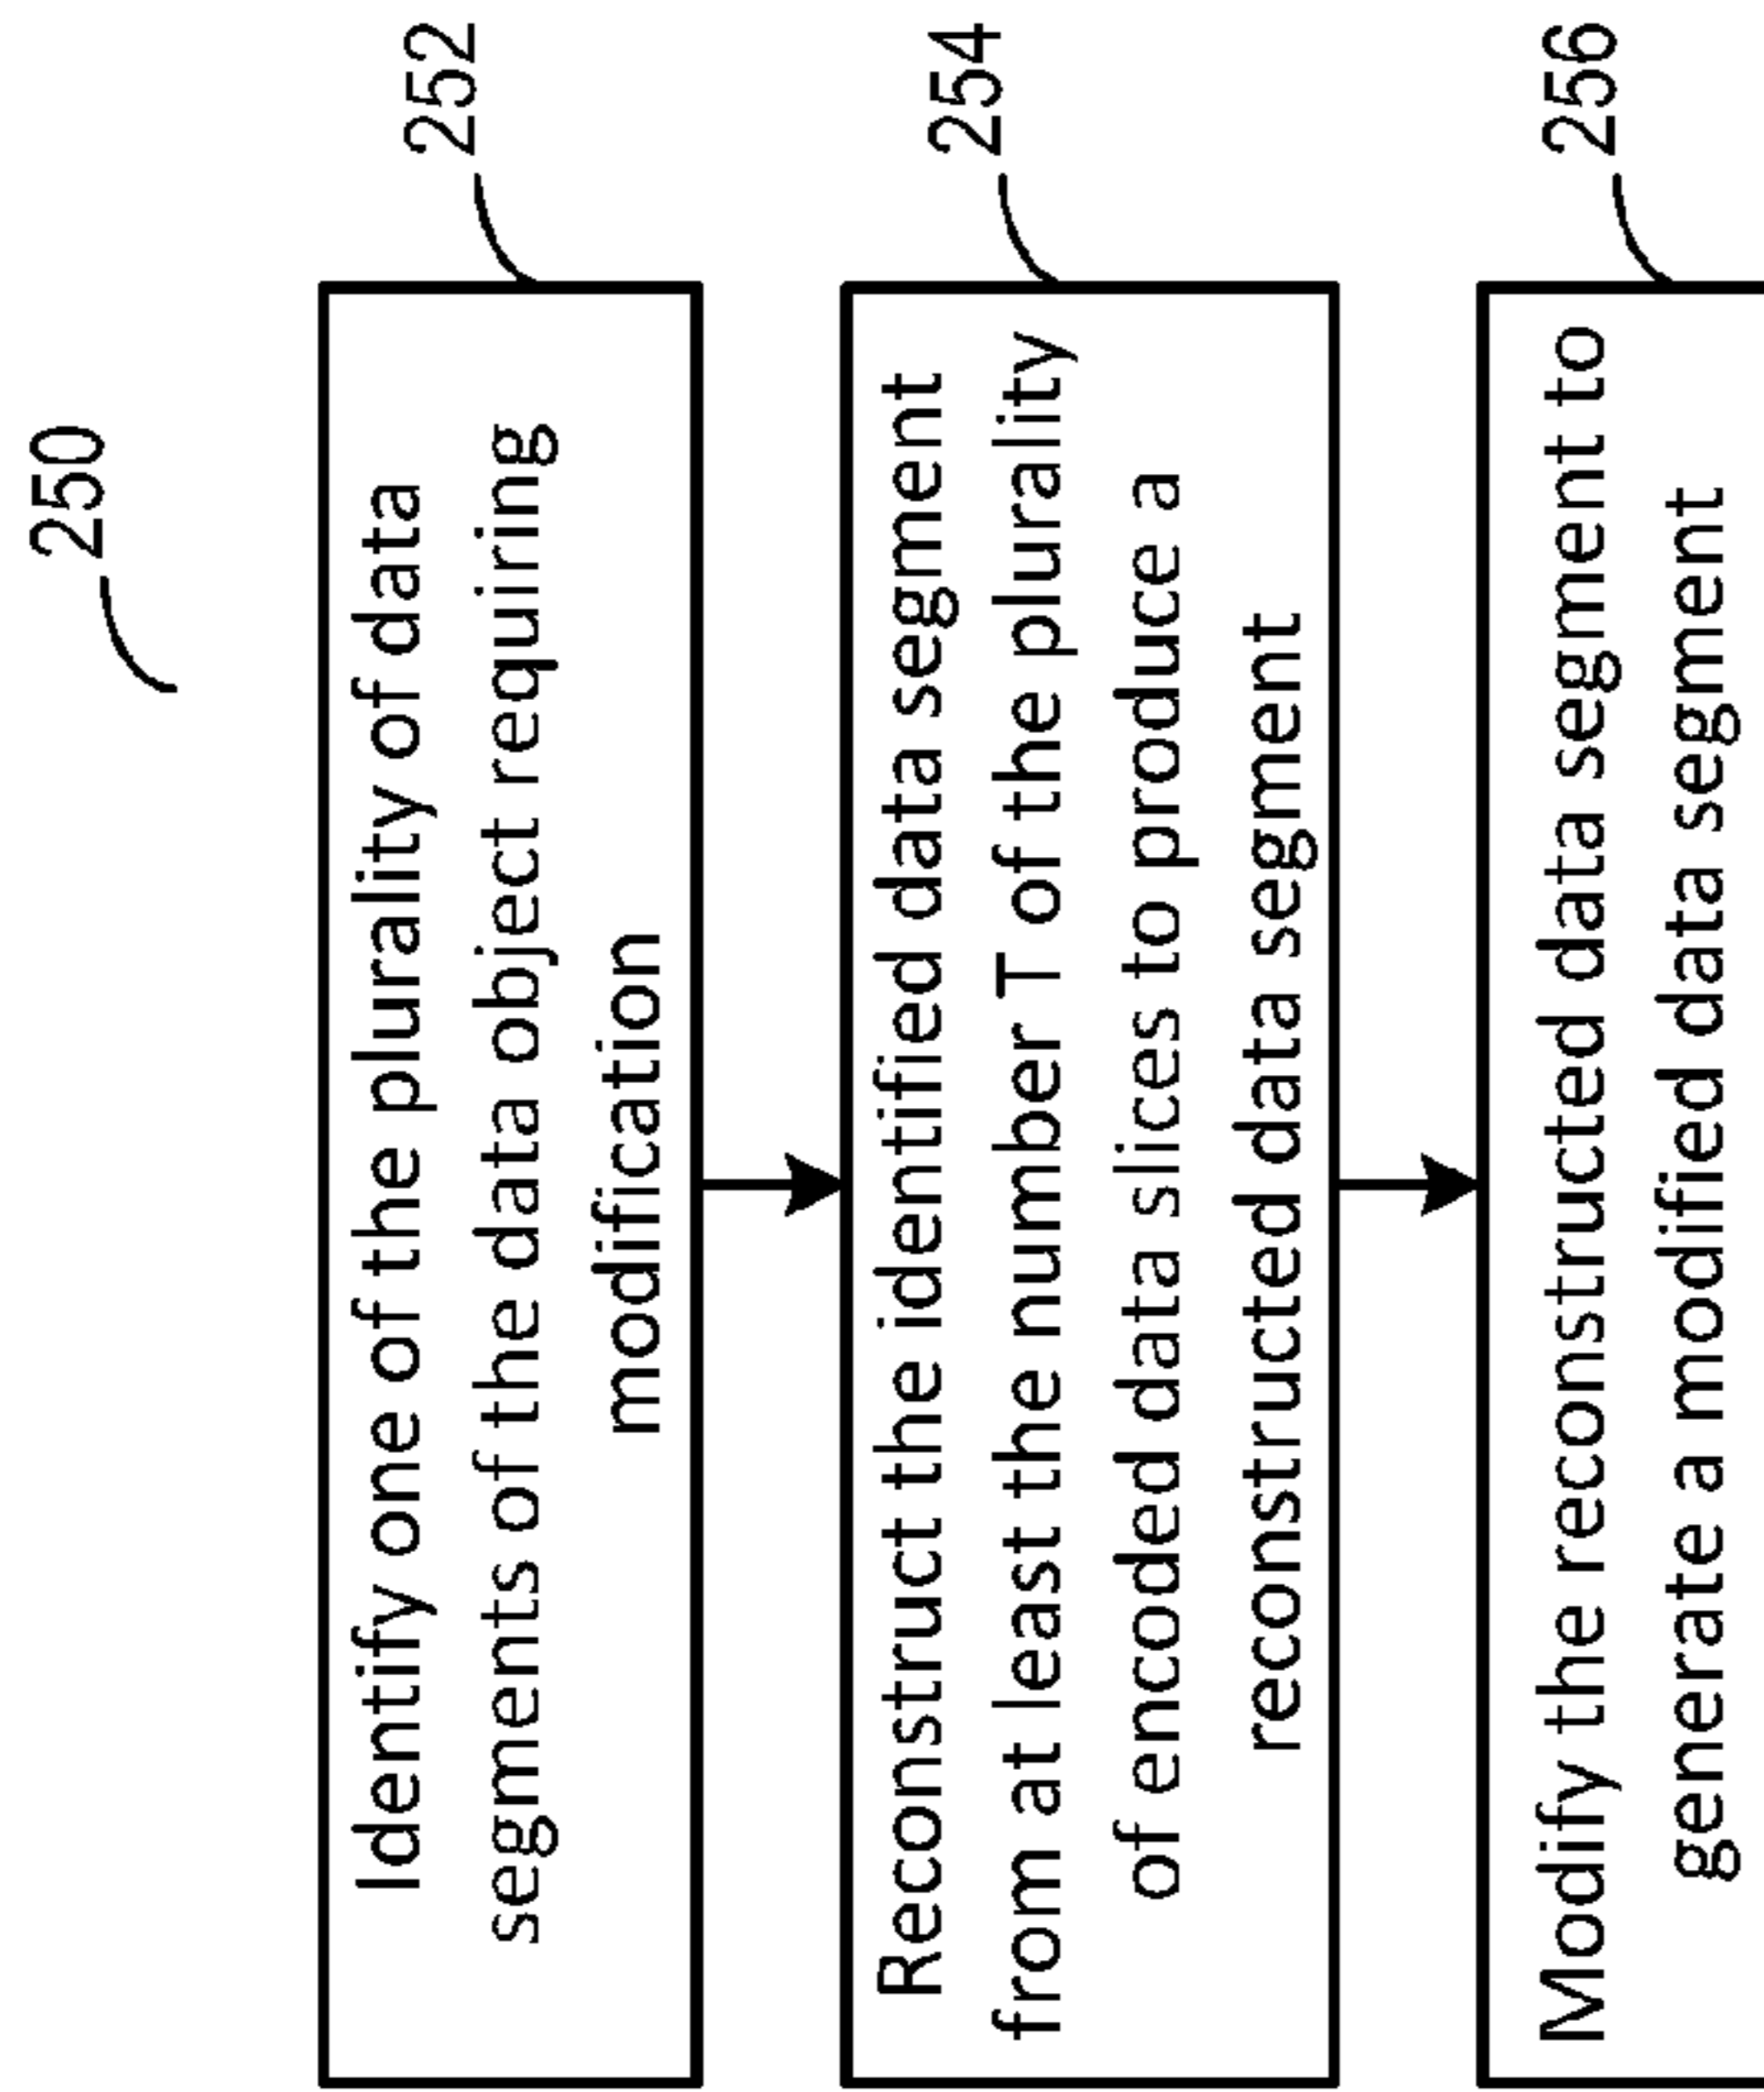 250
252
Identify one of the plurality of data
segments of the data object requiring
modification
254
Reconstruct the identified data segment
from at least the number T of the plurality
of encoded data slices to produce a
reconstructed data segment
256
Modify the reconstructed data segment to
generate a modified data segment